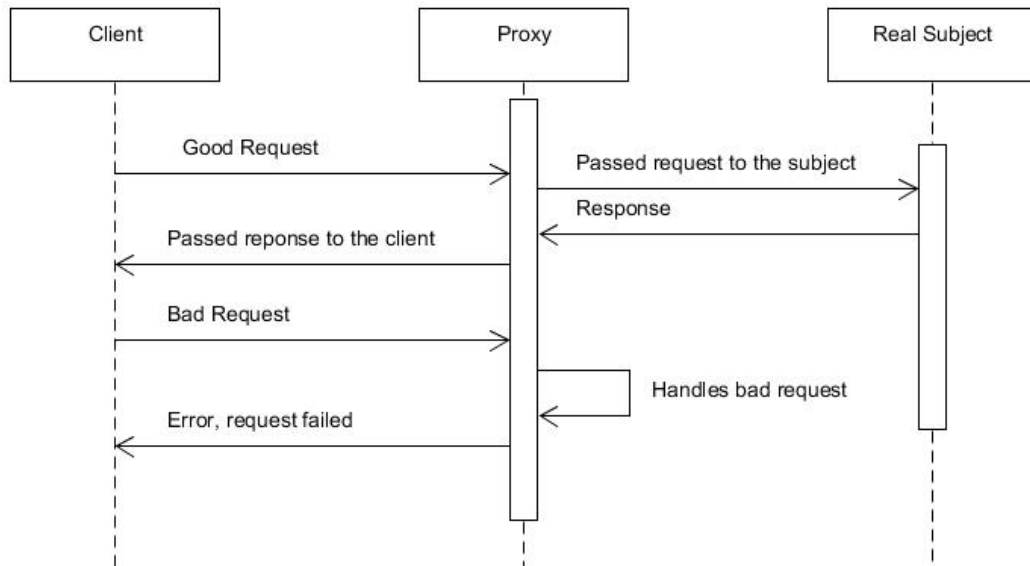 Client
Proxy
Real Subject
Good Request
Passed request to the subject
Response
Passed reponse to the client
Bad Request
Handles bad request
Error, request failed